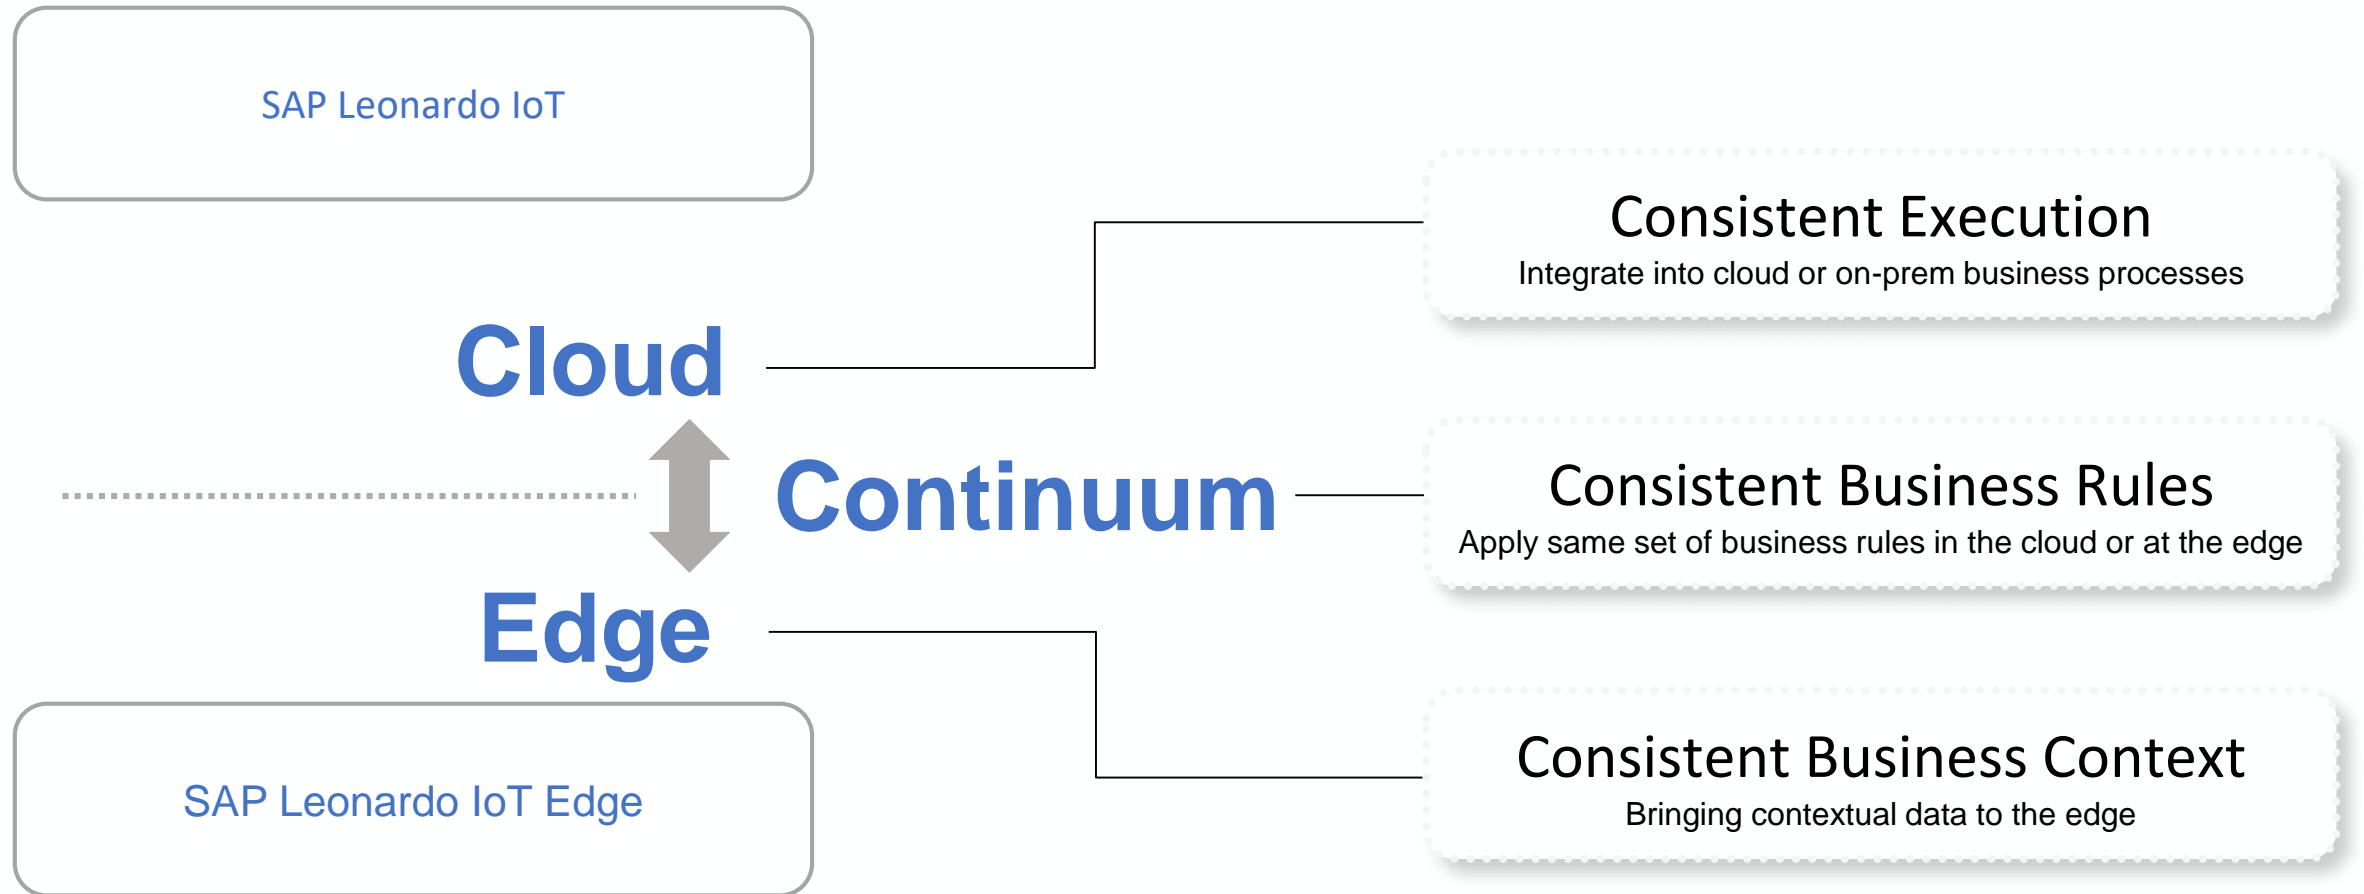 SAP Leonardo IoT
Cloud
Continuum
Edge
SAP Leonardo IoT Edge
Consistent Execution
Integrate into cloud or on-prem business processes
Consistent Business Rules
Apply same set of business rules in the cloud or at the edge
Consistent Business Context
Bringing contextual data to the edge